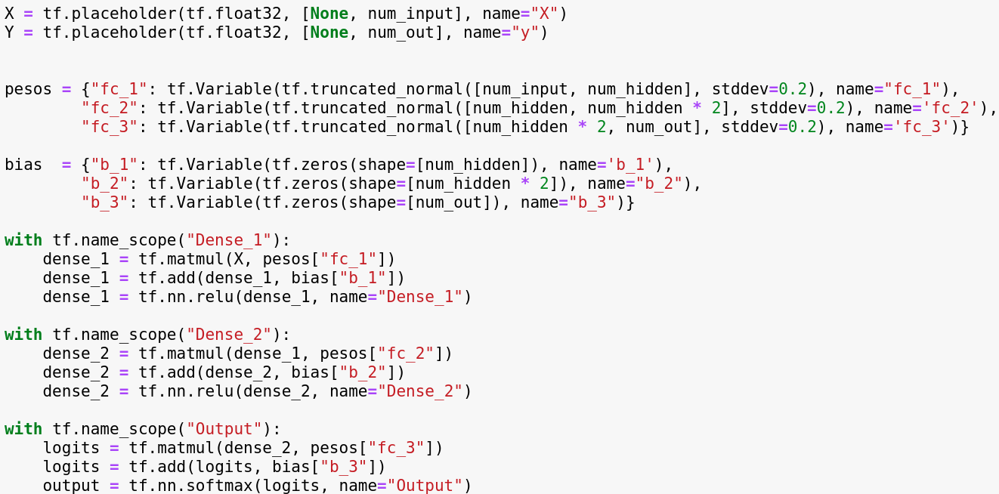 X = tf.placeholder(tf.float32, [None, num_input], name="X")
Y = tf.placeholder(tf.float32, [None, num_out], name="y")
pesos = {"fc_1": tf.Variable(tf.truncated_normal([num_input, num_hidden], stddev=0.2), name="fc_1"),
        "fc_2": tf.Variable(tf.truncated_normal([num_hidden, num_hidden * 2], stddev=0.2), name='fc_2'),
        "fc_3": tf.Variable(tf.truncated_normal([num_hidden * 2, num_out], stddev=0.2), name='fc_3')}
bias  = {"b_1": tf.Variable(tf.zeros(shape=[num_hidden]), name='b_1'),
        "b_2": tf.Variable(tf.zeros(shape=[num_hidden * 2]), name="b_2"),
        "b_3": tf.Variable(tf.zeros(shape=[num_out]), name="b_3")}
with tf.name_scope("Dense_1"):
    dense_1 = tf.matmul(X, pesos["fc_1"])
    dense_1 = tf.add(dense_1, bias["b_1"])
    dense_1 = tf.nn.relu(dense_1, name="Dense_1")
with tf.name_scope("Dense_2"):
    dense_2 = tf.matmul(dense_1, pesos["fc_2"])
    dense_2 = tf.add(dense_2, bias["b_2"])
    dense_2 = tf.nn.relu(dense_2, name="Dense_2")
with tf.name_scope("Output"):
    logits = tf.matmul(dense_2, pesos["fc_3"])
    logits = tf.add(logits, bias["b_3"])
    output = tf.nn.softmax(logits, name="Output")